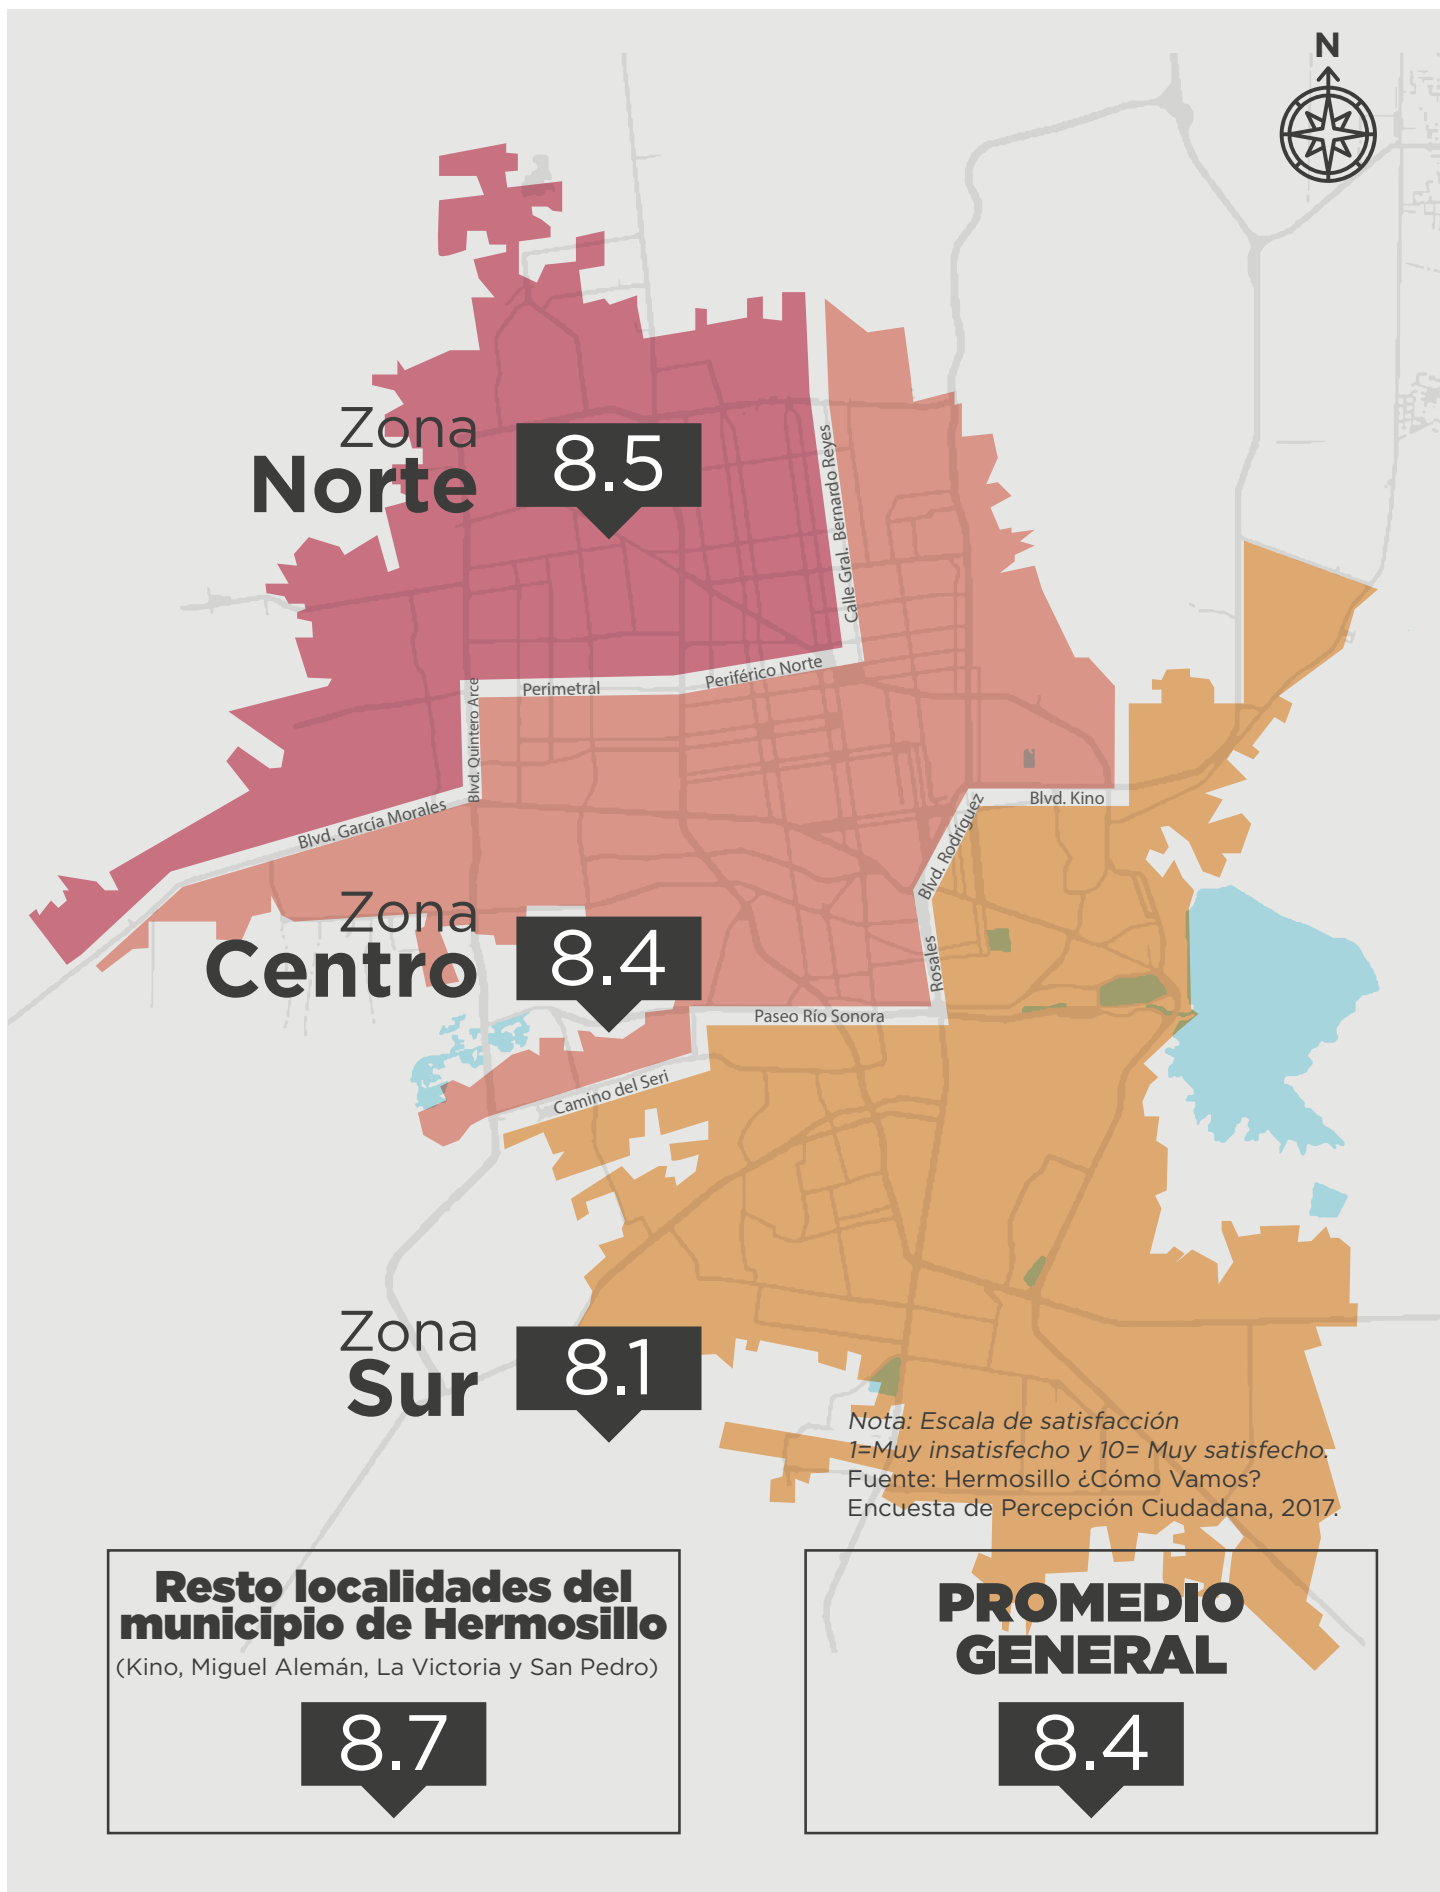 N
Zona
Norte
8.5
Calle Gral. Bernardo Reyes
Periférico Norte
Perimetral
Blvd. Quintero Arce
Blvd. García Morales
Blvd. Kino
Blvd. Rodríguez
Zona
Centro
8.4
Rosales
Paseo Río Sonora
Camino del Seri
Zona
Sur
8.1
Nota: Escala de satisfacción
1=Muy insatisfecho y 10= Muy satisfecho.
Fuente: Hermosillo ¿Cómo Vamos?
Encuesta de Percepción Ciudadana, 2017.
Resto localidades del
municipio de Hermosillo
(Kino, Miguel Alemán, La Victoria y San Pedro)
8.7
PROMEDIO
GENERAL
8.4